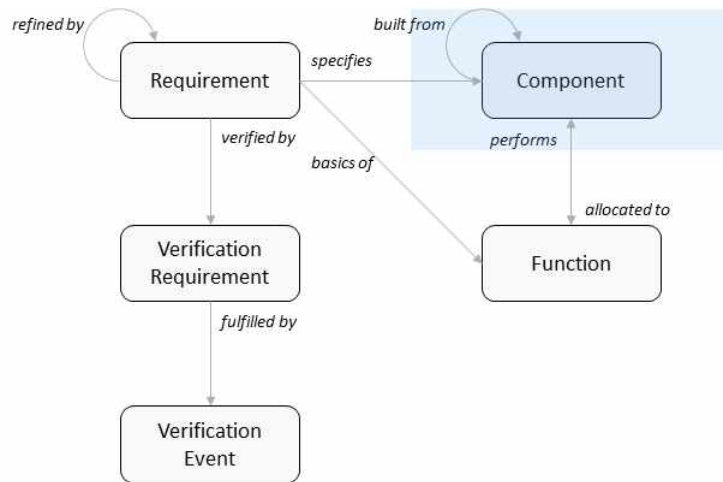 refined by
built from
specifies
Requirement
Component
verified by
performs
basics of
allocated to
Verification
Requirement
Function
fulfilled by
Verification
Event